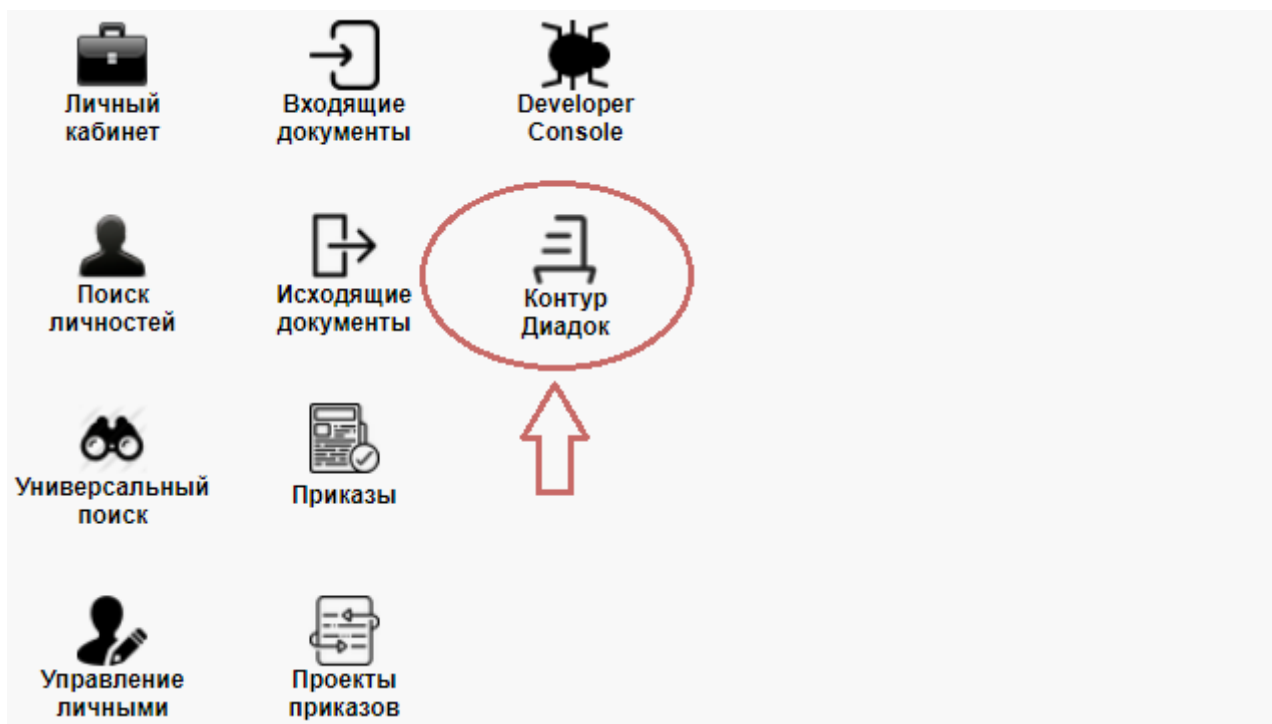 Личный
кабинет
Входящие
документы
Developer
Console
Поиск
личностей
Исходящие
документы
Контур
Диадок
Универсальный
поиск
Приказы
Управление
личными
Проекты
приказов